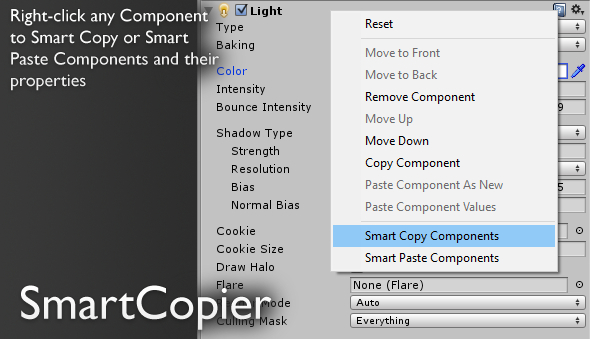 Right-click any Component
to Smart Copy or Smart
Paste Components and their
properties
Light
Type
Baking
Color
Intensity
Bounce Intensity
9
Shadow Type
Strength
Resolution
Bias
5
Normal Bias
Cookie
Cookie Size
Draw Halo
Flare
None (Flare)
Mode
Auto
Culling Mask
Everything
Reset
Move to Front
Move to Back
Remove Component
Move Up
Move Down
Copy Component
Paste Component As New
Paste Component Values
Smart Copy Components
Smart Paste Components
SmartCopier